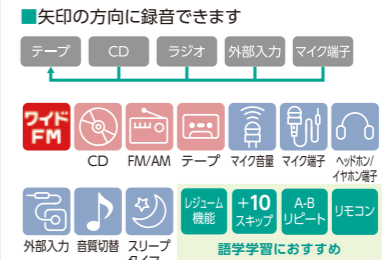 ■矢印の方向に録音できます
テープ CD ラジオ 外部入力 マイク端子
ワイド
FM
CD FM/AM テープ マイク音量 マイク端子 ヘッドホン/
イヤホン端子
レジューム
機能
+10
スキップ
A-B
リピート
リモコン
外部入力 音質切替 スリープ
タイマー
語学学習におすすめ